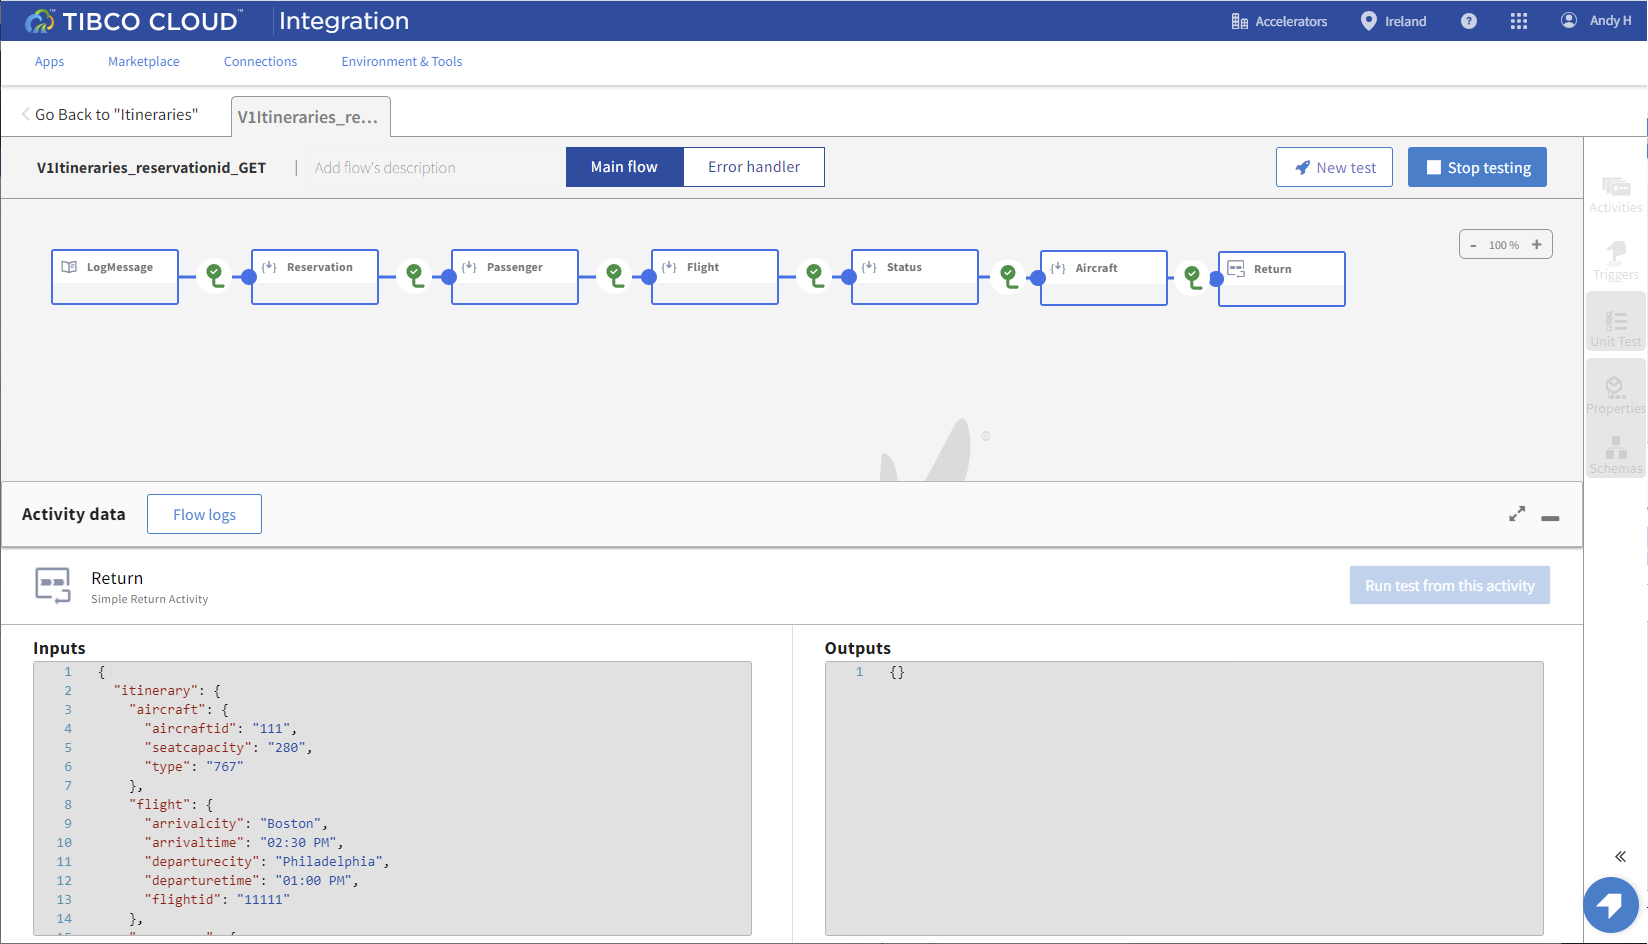 TIBCO CLOUD™ Integration
Accelerators Ireland ? Andy H
Apps Marketplace Connections Environment & Tools
Go Back to "Itineraries" V1Itineraries_re...
V1Itineraries_reservationid_GET | Add flow's description Main flow Error handler New test Stop testing
Activities
Triggers
Unit Test
Properties
Schemas
- 100 % +
LogMessage Reservation Passenger Flight Status Aircraft Return
®
Activity data Flow logs
Return
Simple Return Activity
Run test from this activity
Inputs
1 {
2 "itinerary": {
3 "aircraft": {
4 "aircraftid": "111",
5 "seatcapacity": "280",
6 "type": "767"
7 },
8 "flight": {
9 "arrivalcity": "Boston",
10 "arrivaltime": "02:30 PM",
11 "departurecity": "Philadelphia",
12 "departuretime": "01:00 PM",
13 "flightid": "11111"
14 },
Outputs
1 {}